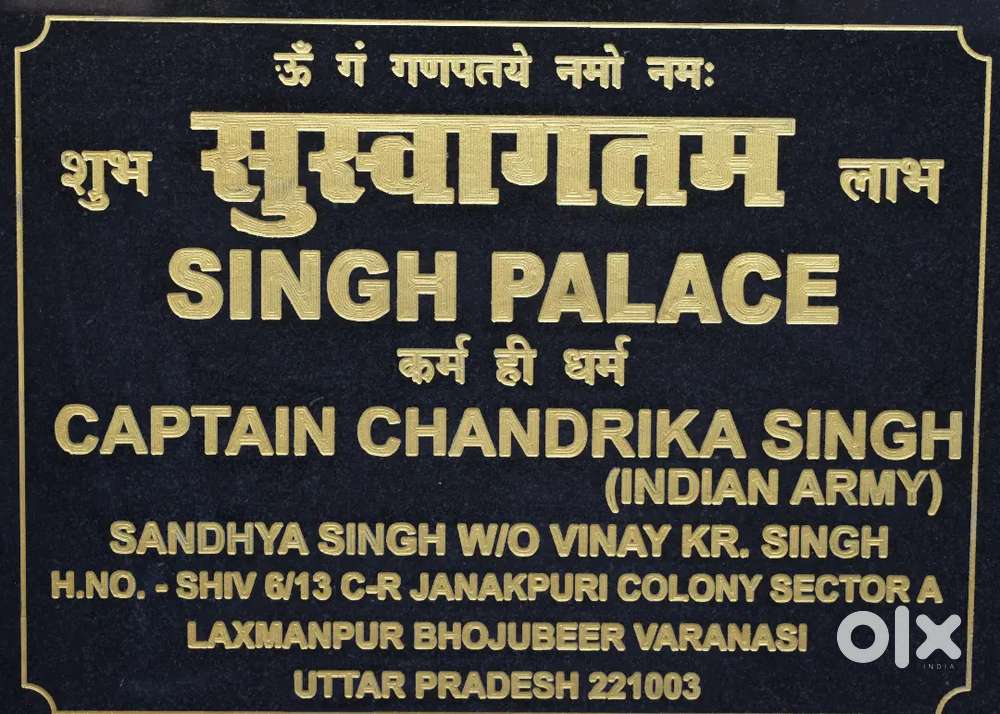 ऊँ गं गणपतये नमो नमः
शुभ सुस्वागतम लाभ
SINGH PALACE
कर्म ही धर्म
CAPTAIN CHANDRIKA SINGH
(INDIAN ARMY)
SANDHYA SINGH W/O VINAY KR. SINGH
H.NO. - SHIV 6/13 C-R JANAKPURI COLONY SECTOR A
LAXMANPUR BHOJUBEER VARANASI
UTTAR PRADESH 221003
olx
INDIA